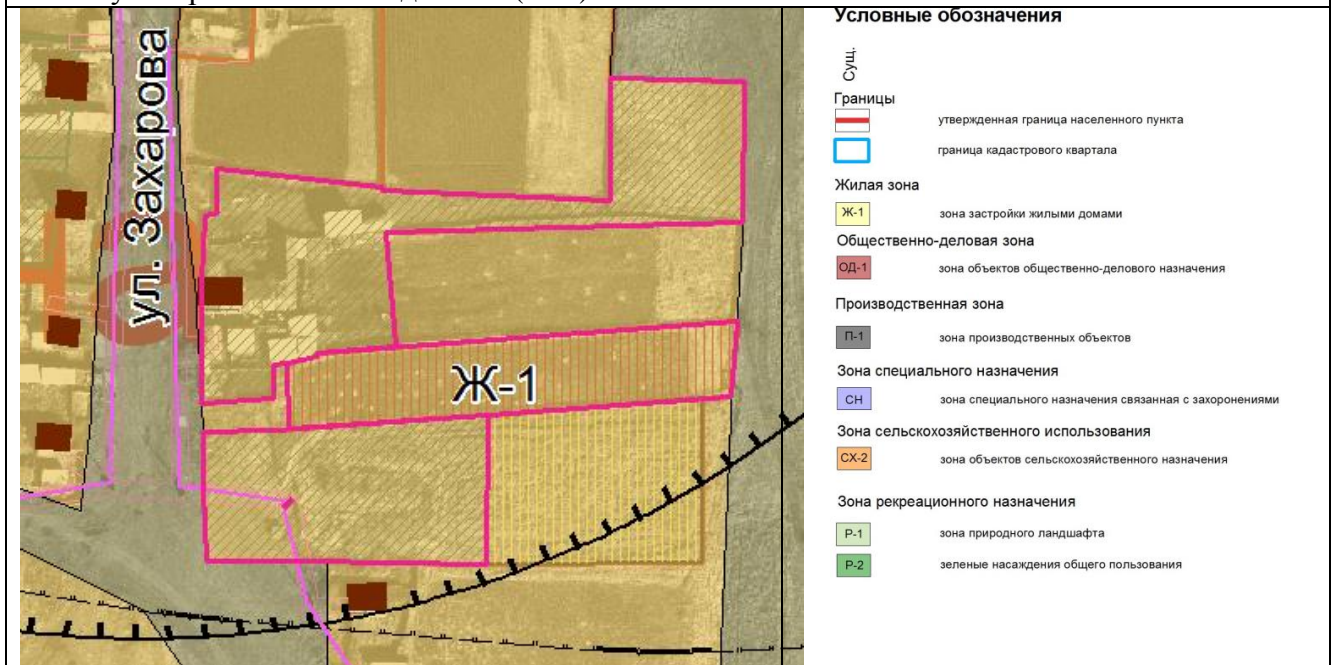 ул. Захарова
Ж-1
Условные обозначения
Сущ.
Границы
утвержденная граница населенного пункта
граница кадастрового квартала
Жилая зона
Ж-1 зона застройки жилыми домами
Общественно-деловая зона
ОД-1 зона объектов общественно-делового назначения
Производственная зона
П-1 зона производственных объектов
Зона специального назначения
СН зона специального назначения связанная с захоронениями
Зона сельскохозяйственного использования
СХ-2 зона объектов сельскохозяйственного назначения
Зона рекреационного назначения
Р-1 зона природного ландшафта
Р-2 зеленые насаждения общего пользования